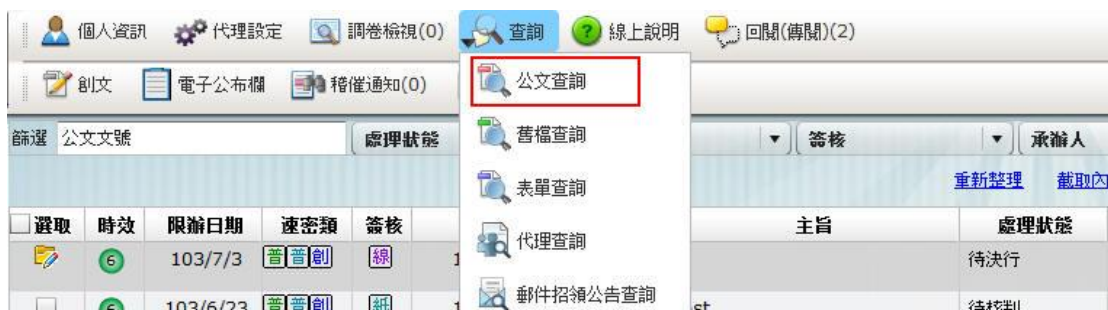 個人資訊 代理設定 調卷檢視(0) 查詢 線上說明 回閱(傳閱)(2)
創文 電子公布欄 稽催通知(0)
公文查詢
舊檔查詢
表單查詢
代理查詢
郵件招領公告查詢
篩選 公文文號 處理狀態 簽核 承辦人
重新整理 截取內
選取 時效 限辦日期 速密類 簽核 主旨 處理狀態
6 103/7/3 普 普 創 線 1 待決行
103/6/23 普 普 創 紙 1 st 待核判